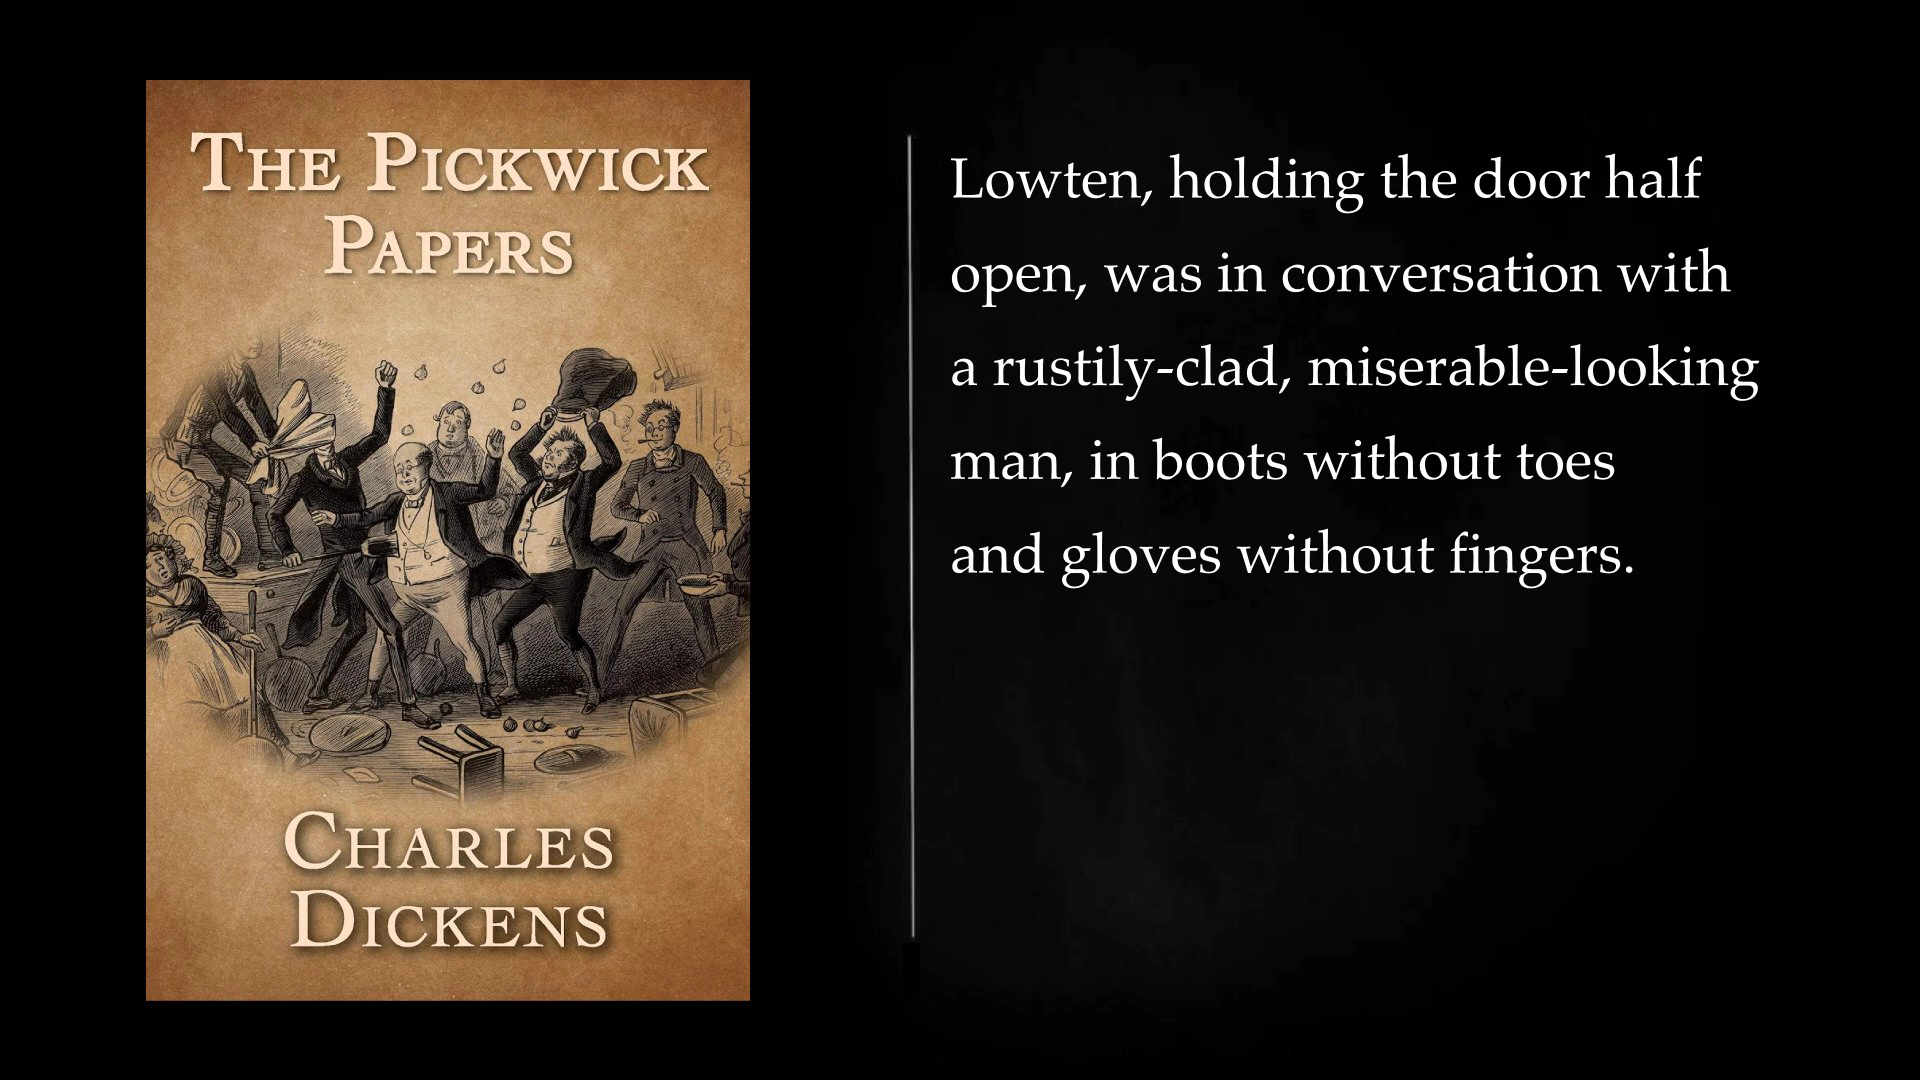 The Pickwick
Papers
Charles
Dickens
Lowten, holding the door half
open, was in conversation with
a rustily-clad, miserable-looking
man, in boots without toes
and gloves without fingers.